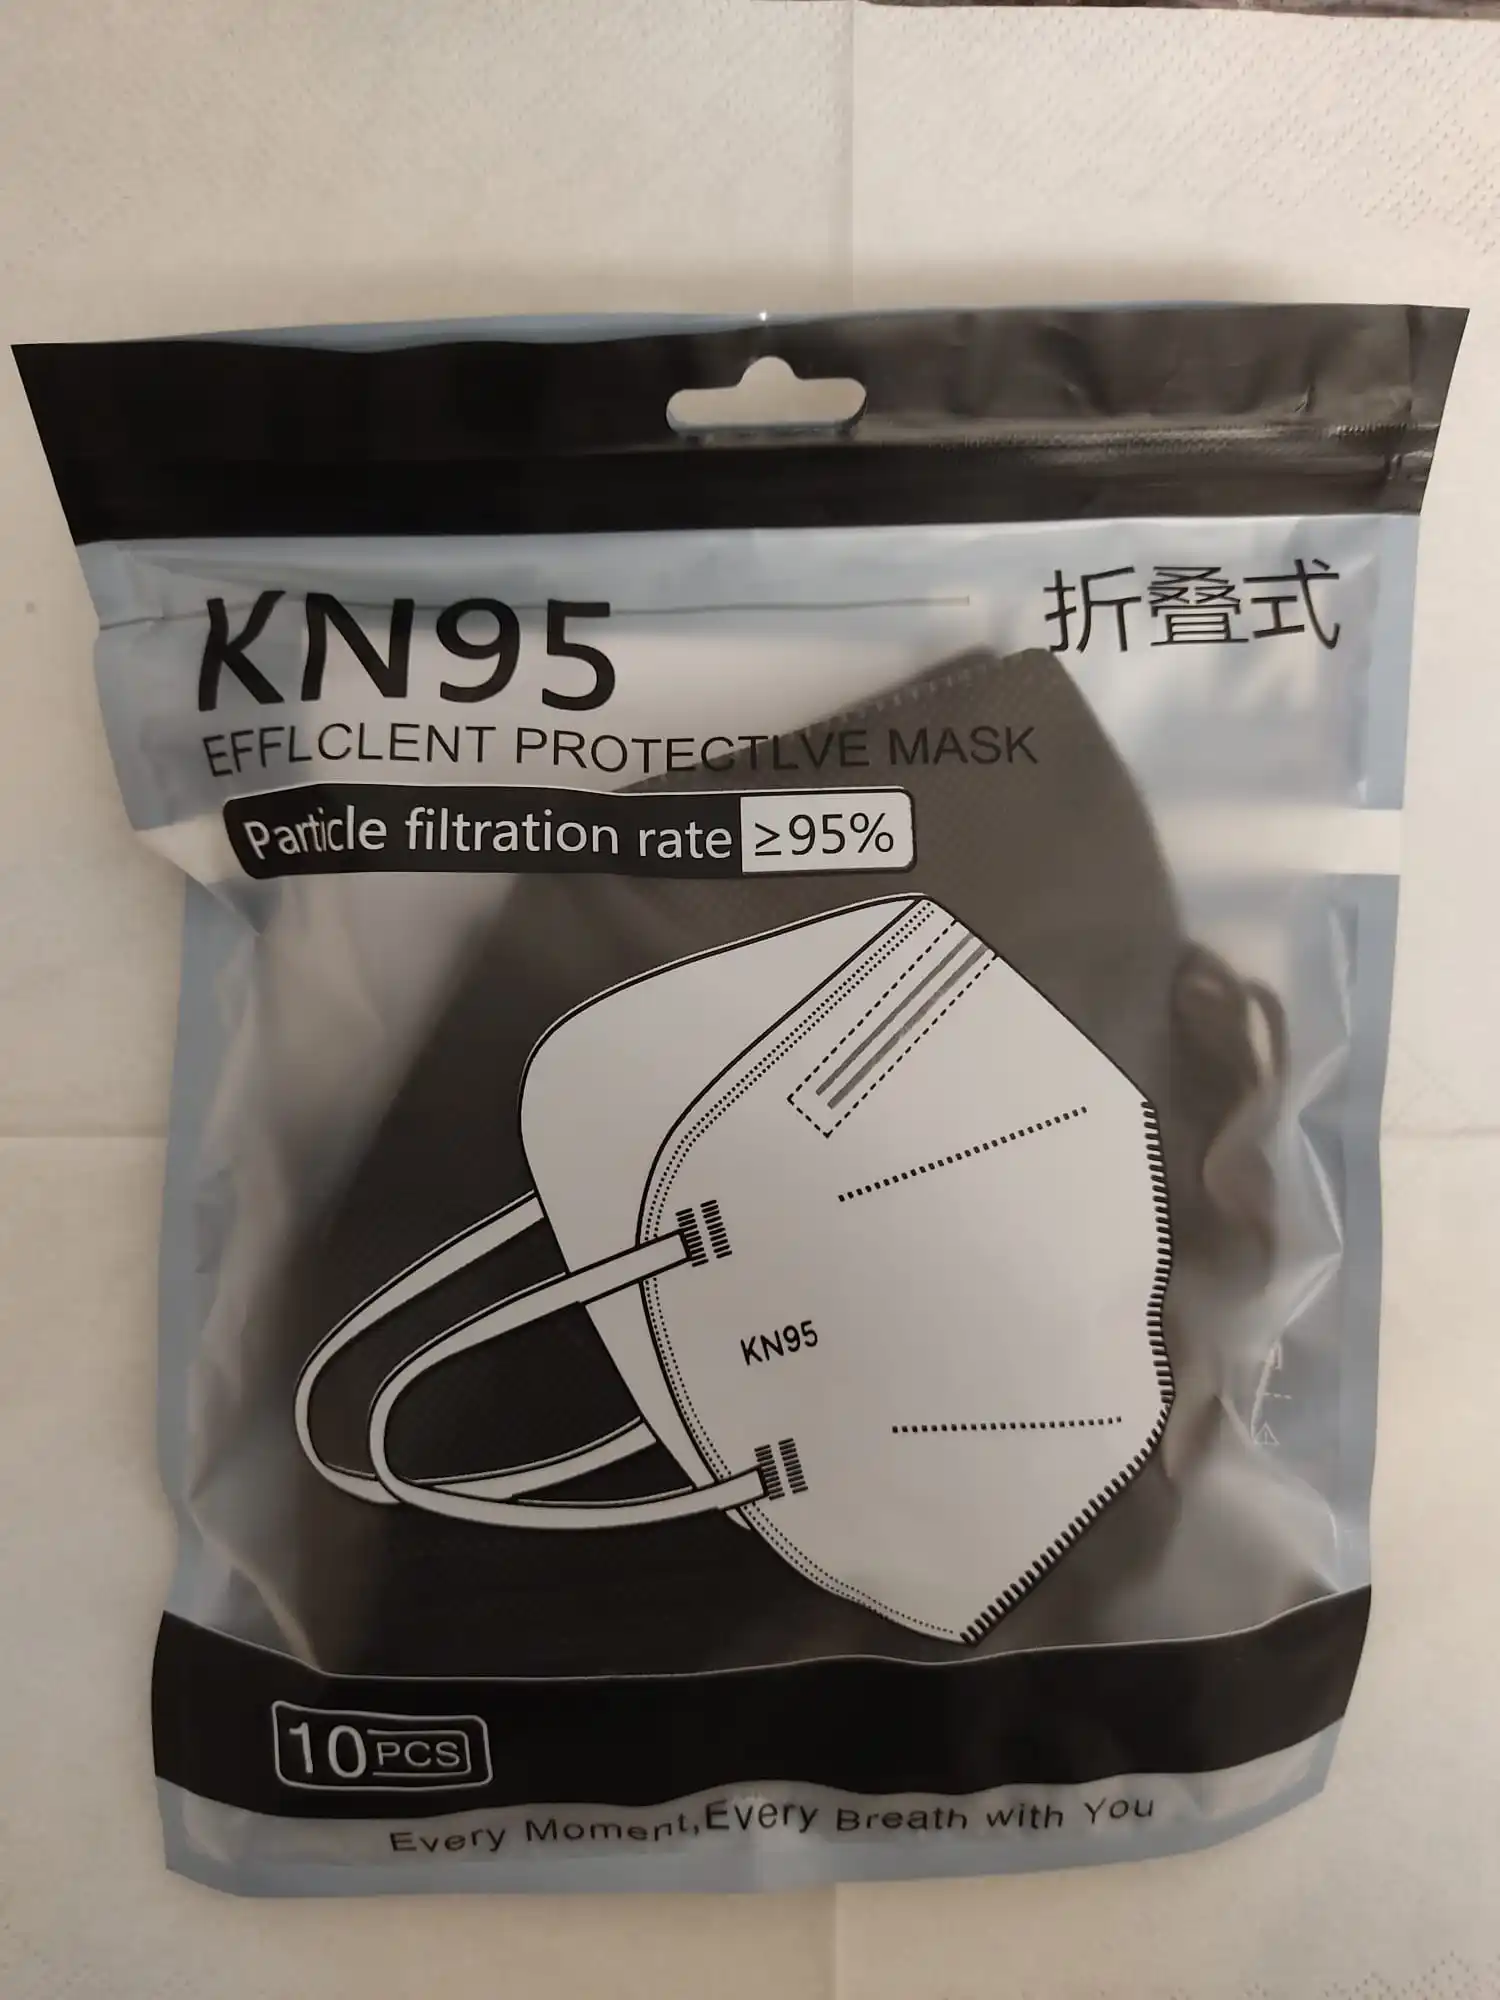 KN95
折叠式
EFFLCLENT PROTECTLVE MASK
Particle filtration rate ≥95%
KN95
10PCS
Every Moment,Every Breath with You